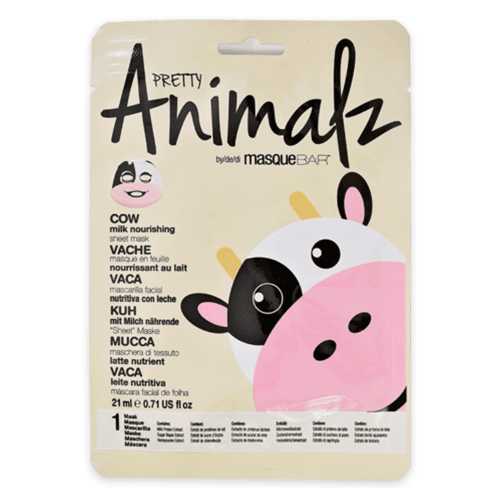 PRETTY
Animalz
by/de/di masqueBAR™
COW
milk nourishing
sheet mask
VACHE
masque en feuille
nourrissant au lait
VACA
mascarilla facial
nutritiva con leche
KUH
mit Milch nährende
"Sheet" Maske
MUCCA
maschera di tessuto
latte nutrient
VACA
leite nutritiva
máscara facial de folha
21 ml ℮ 0.71 US fl oz
1
Mask
Masque
Mascarilla
Maske
Maschera
Máscara